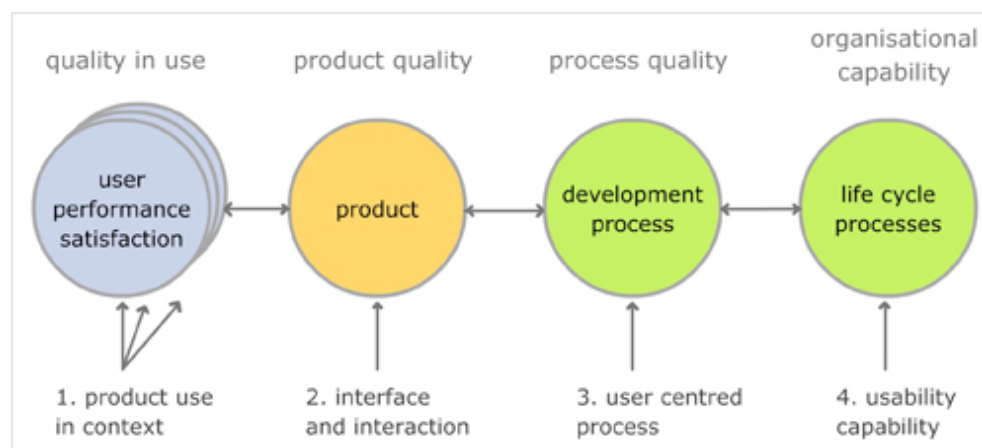 quality in use
product quality
process quality
organisational
capability
user
performance
satisfaction
product
development
process
life cycle
processes
1. product use
in context
2. interface
and interaction
3. user centred
process
4. usability
capability